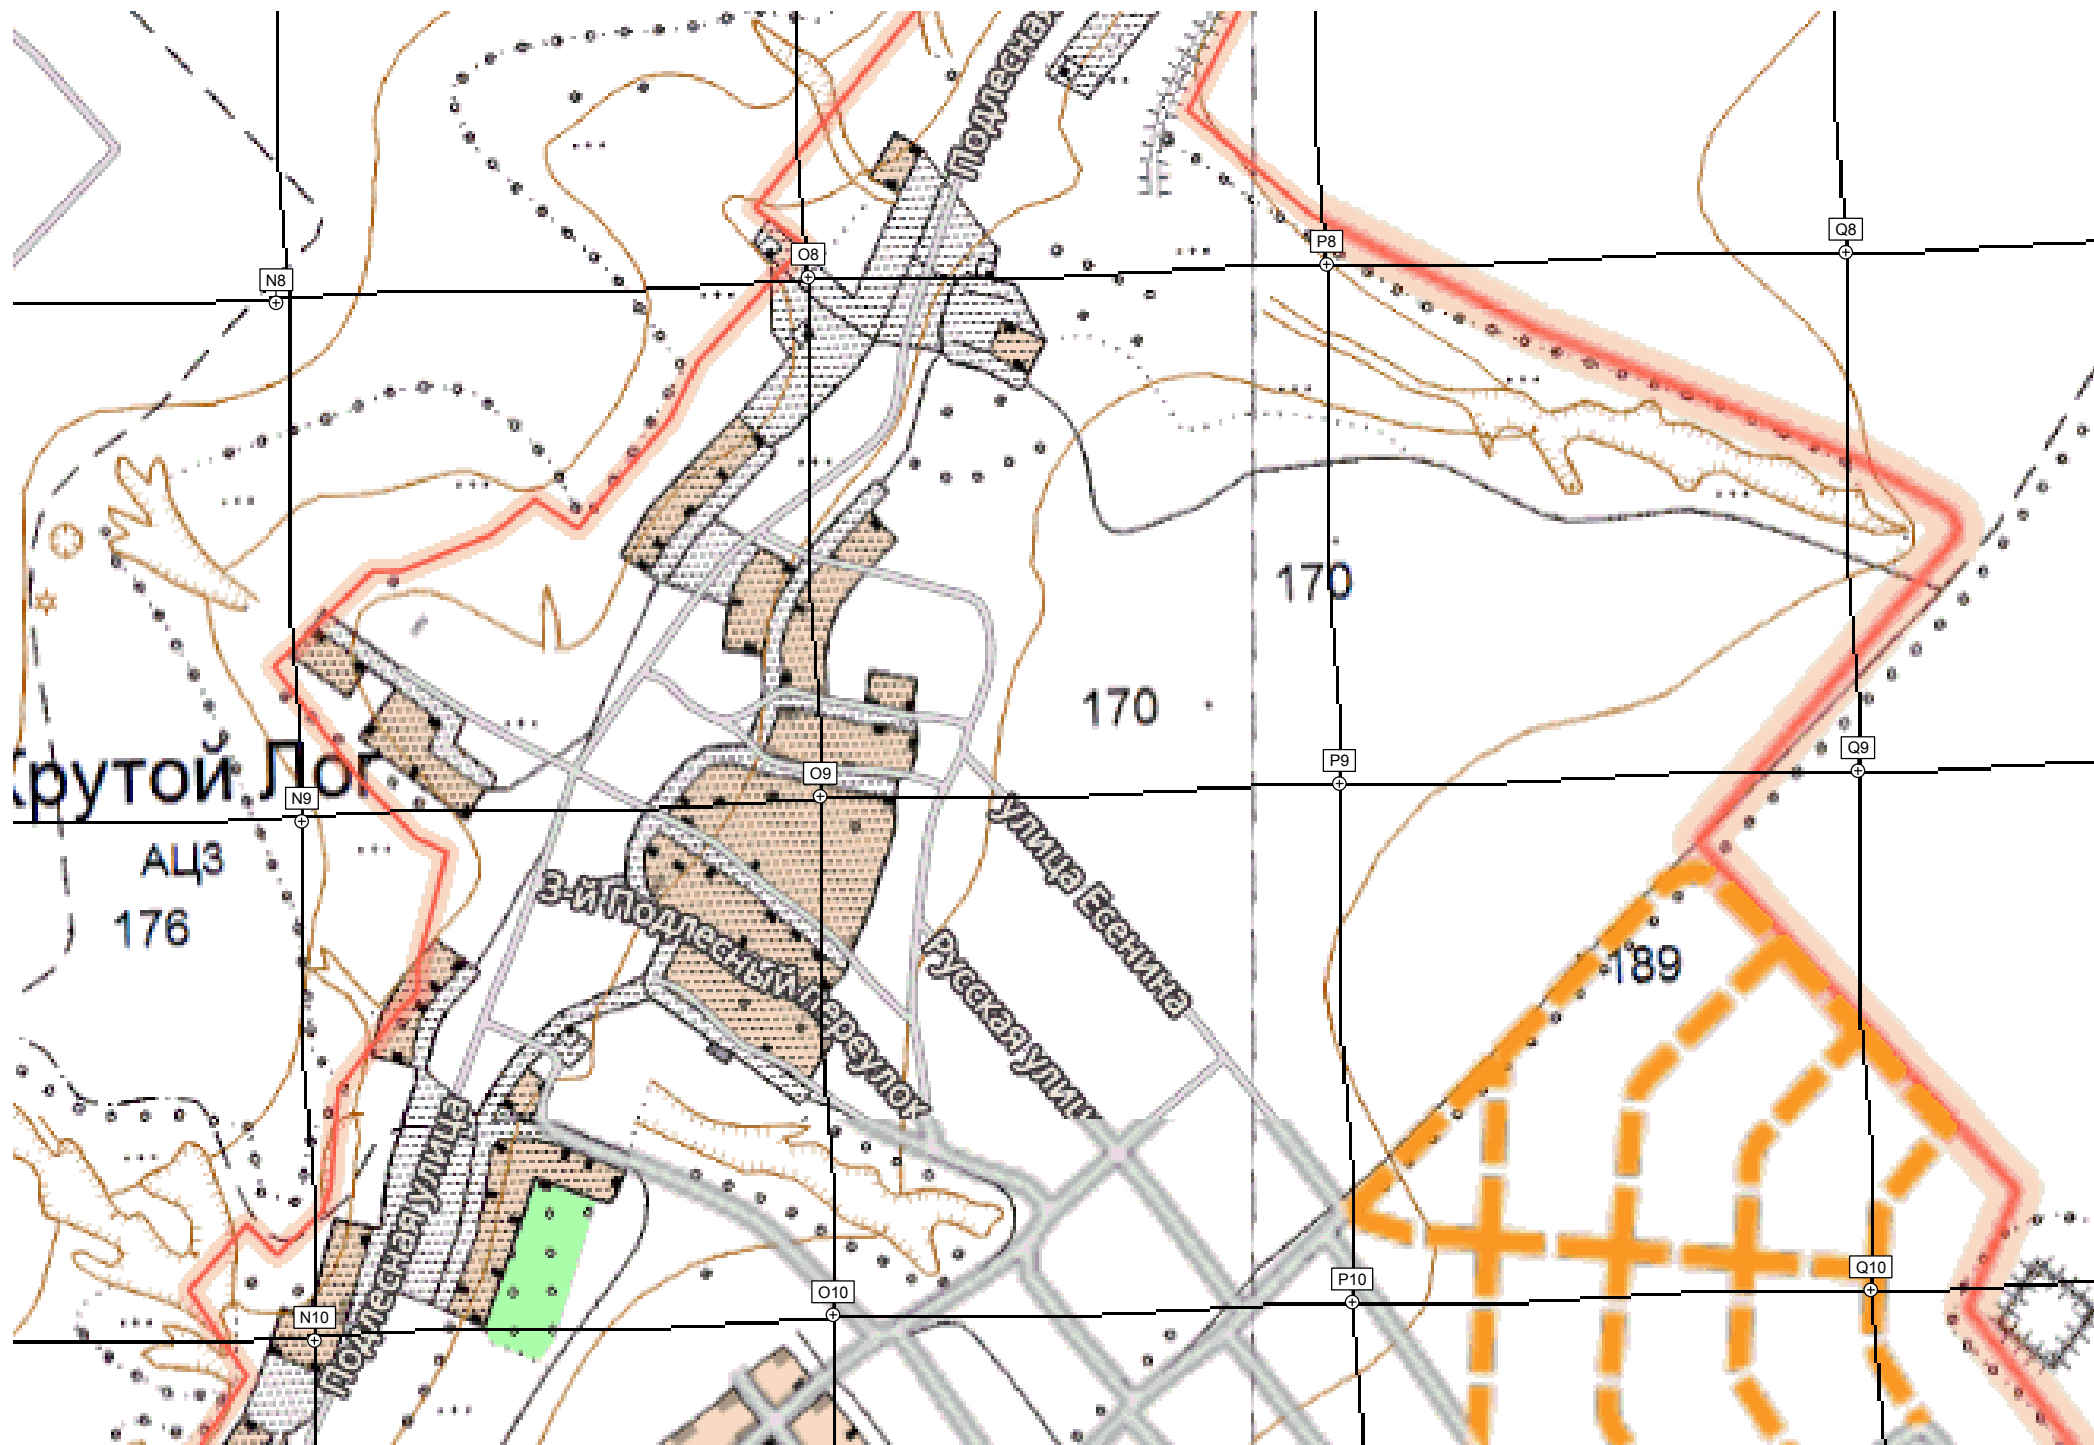 Подлесная
N8
O8
P8
Q8
170
170
Крутой Лог
N9
O9
P9
Q9
АЦЗ
176
3-й Подлесный переулок
улица Есенина
Русская улица
189
Подлесная улица
N10
O10
P10
Q10